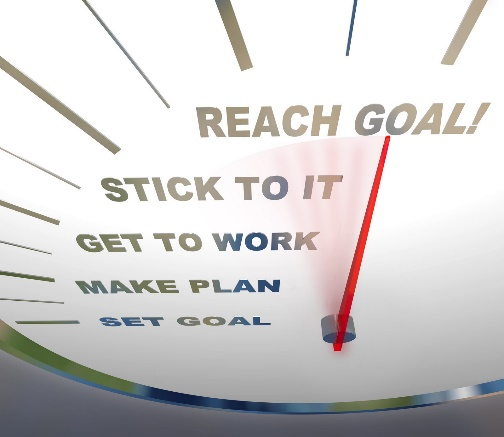 REACH GOAL!
STICK TO IT
GET TO WORK
MAKE PLAN
SET GOAL